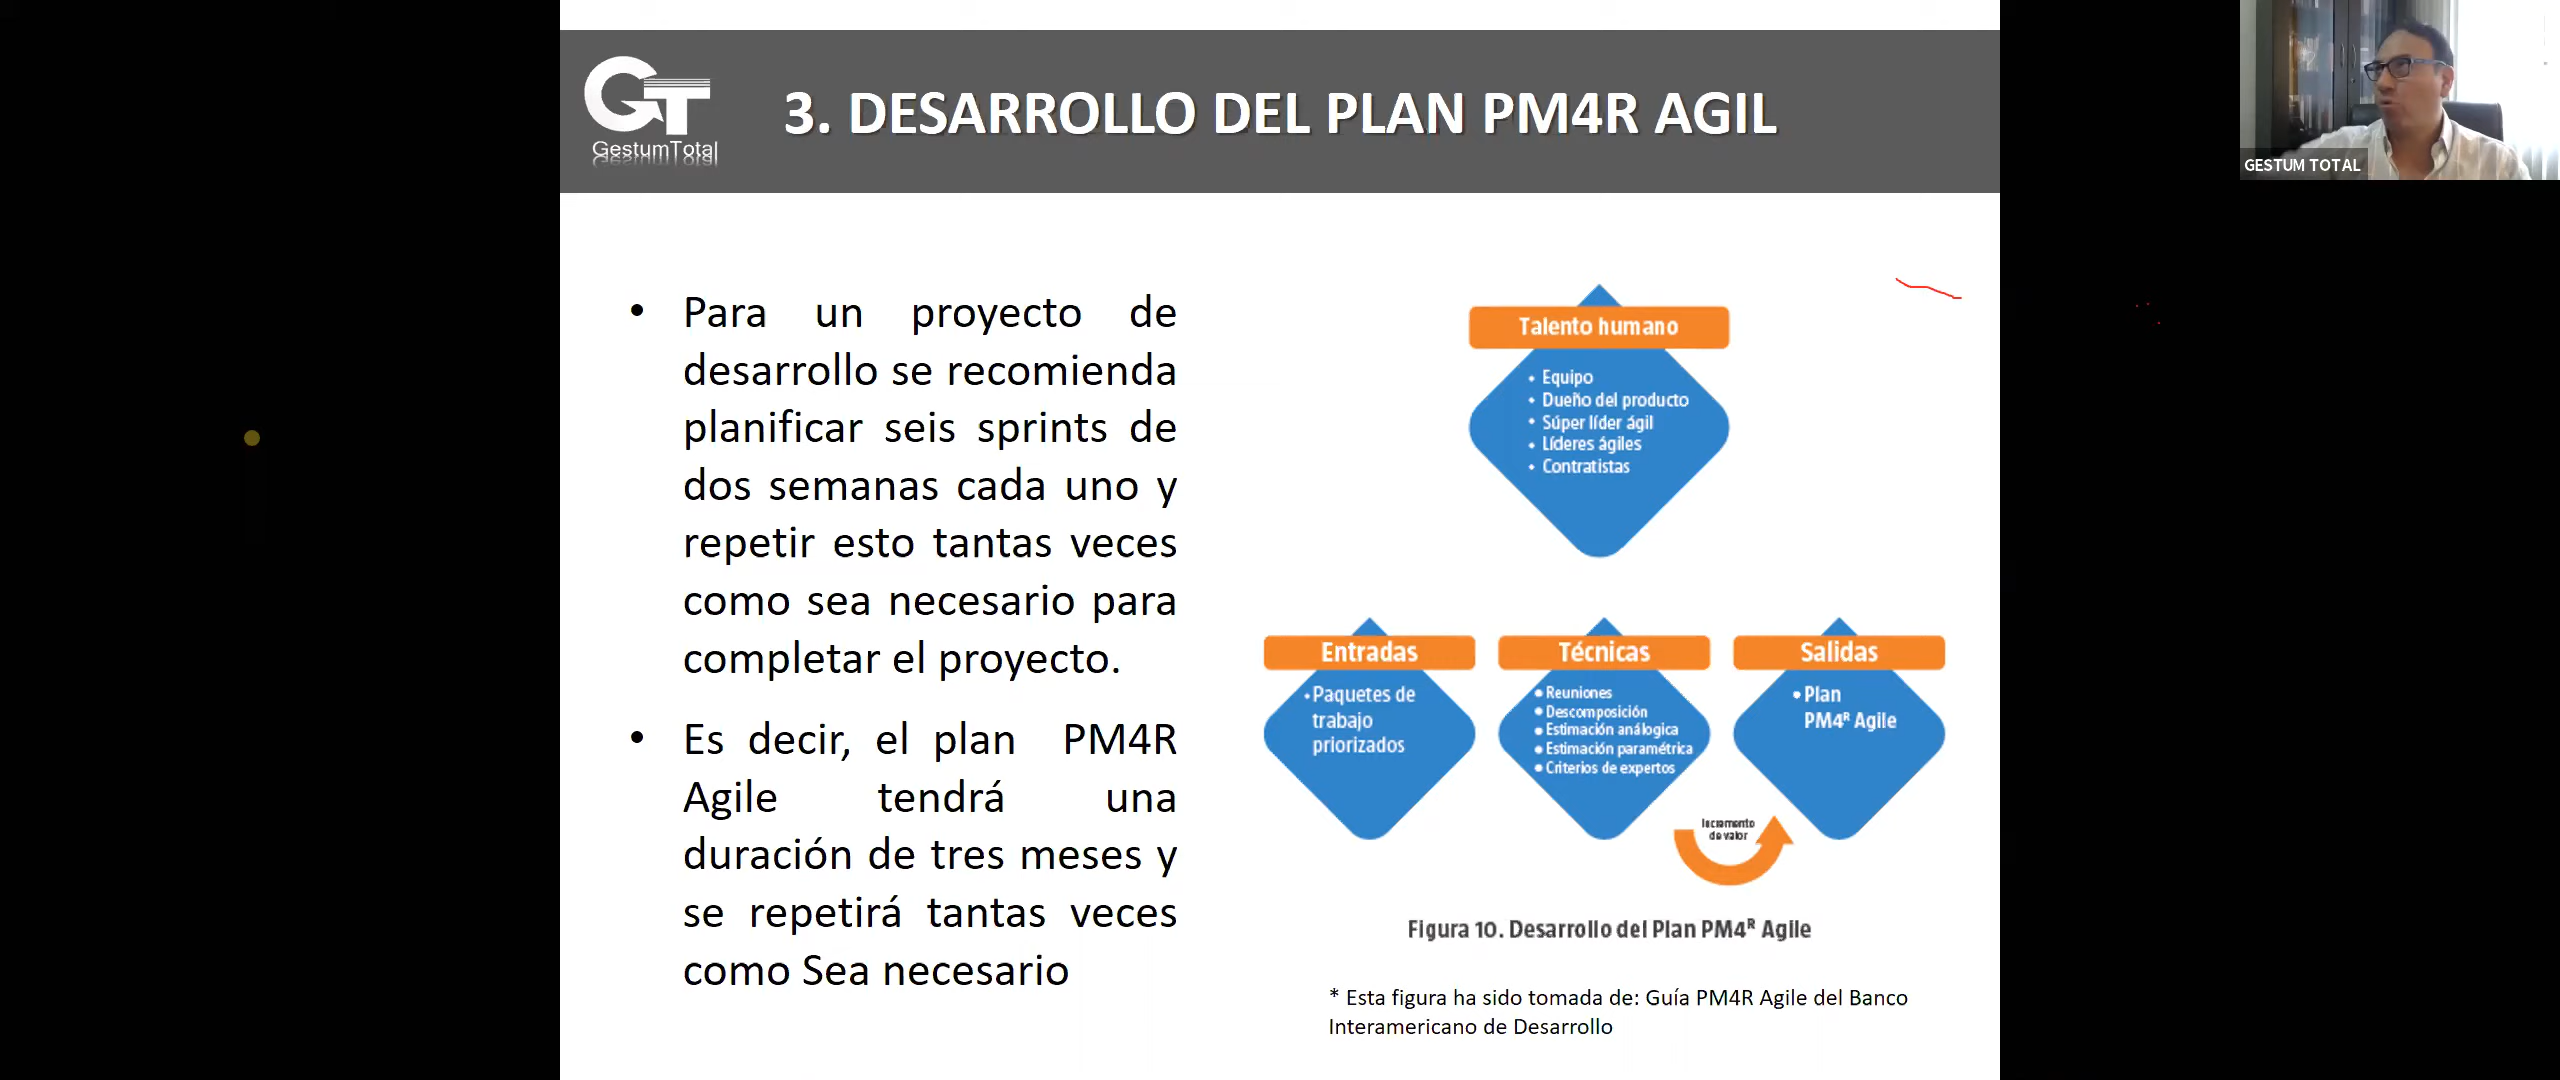 GT
GestumTotal
3. DESARROLLO DEL PLAN PM4R AGIL
GESTUM TOTAL
• Para un proyecto de
desarrollo se recomienda
planificar seis sprints de
dos semanas cada uno y
repetir esto tantas veces
como sea necesario para
completar el proyecto.
• Es decir, el plan PM4R
Agile tendrá una
duración de tres meses y
se repetirá tantas veces
como Sea necesario
Talento humano
• Equipo
• Dueño del producto
• Súper líder ágil
• Líderes ágiles
• Contratistas
Entradas
• Paquetes de
trabajo
priorizados
Técnicas
• Reuniones
• Descomposición
• Estimación análogica
• Estimación paramétrica
• Criterios de expertos
Salidas
• Plan
PM4ᴿ Agile
Incremento
de valor
Figura 10. Desarrollo del Plan PM4ᴿ Agile
* Esta figura ha sido tomada de: Guía PM4R Agile del Banco
Interamericano de Desarrollo